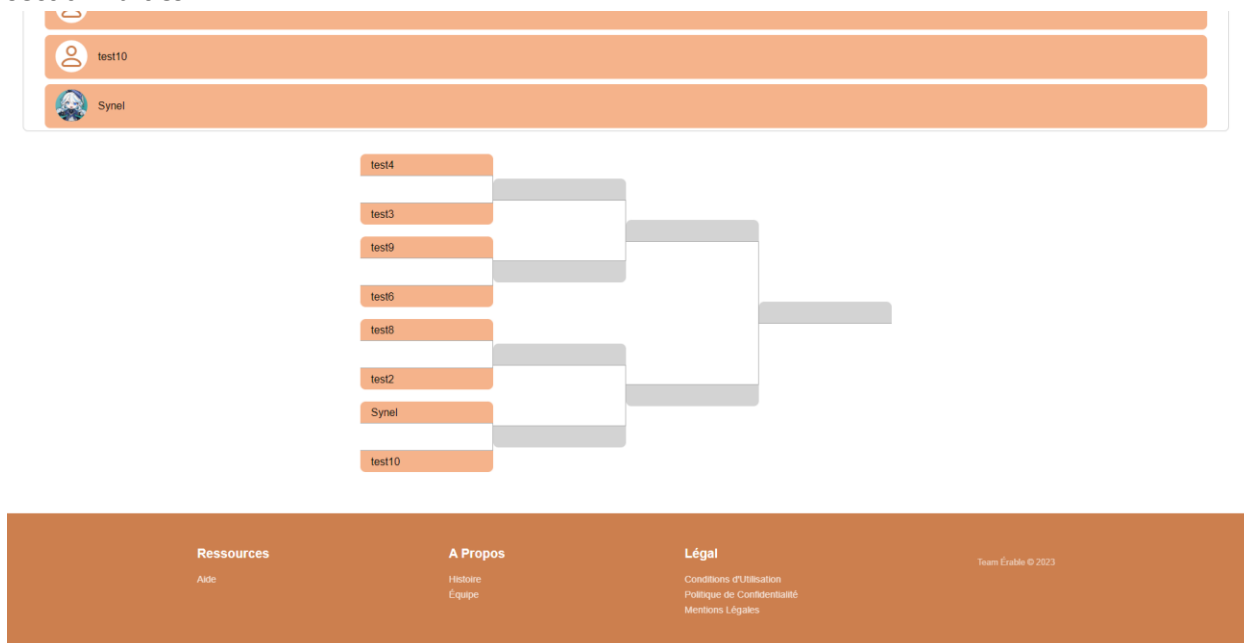 test10
Synel
test4
test3
test9
test6
test8
test2
Synel
test10
Ressources
Aide
A Propos
Histoire
Équipe
Légal
Conditions d'Utilisation
Politique de Confidentialité
Mentions Légales
Team Érable © 2023